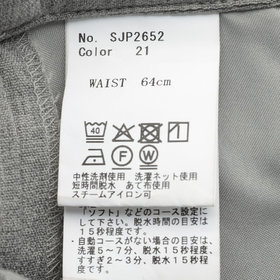 No. SJP2652
Color 21
WAIST 64cm
40
F W
中性洗剤使用 洗濯ネット使用
短時間脱水 あて布使用
スチームアイロン可
「ソフト」などのコース設定に
して下さい。脱水の目安は
15秒程度です。
・自動コースがない場合の目安は、
洗濯5~7分、脱水15秒程度、
すすぎ2~3分、脱水15秒程度
です。